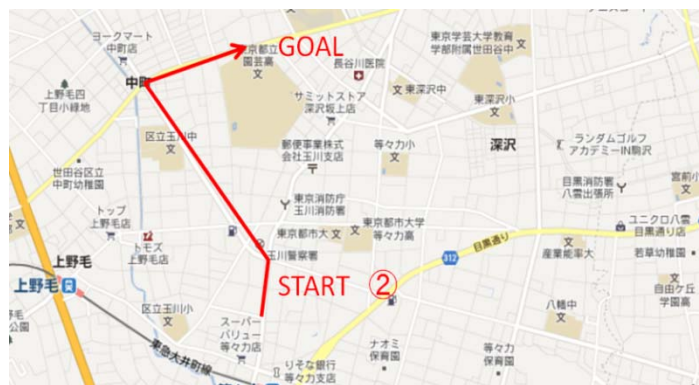 ヨークマート
中町店
GOAL
東京都立
園芸高
東京学芸大学教育
学部附属世田谷中
長谷川医院
上野毛四
丁目小緑地
中町
サミットストア
深沢坂上店
東深沢中
東深沢小
区立玉川中
郵便事業株式
会社玉川支店
等々力小
深沢
ランダムゴルフ
アカデミーIN駒沢
世田谷区立
中町幼稚園
東京消防庁
玉川消防署
目黒消防署
八雲出張所
宮前小
トップ
上野毛店
トモズ
上野毛店
東京都市大
東京都市大学
等々力高
ユニクロ八雲
目黒通り店
上野毛
玉川警察署
目黒通り
312
産業能率大
若草幼稚園
上野毛
START ②
自由ケ丘
学園高
区立玉川小
スーパー
バリュー
等々力店
八幡中
公園
東急大井町線
ナオミ
保育園
等々力
保育園
りそな銀行
等々力支店